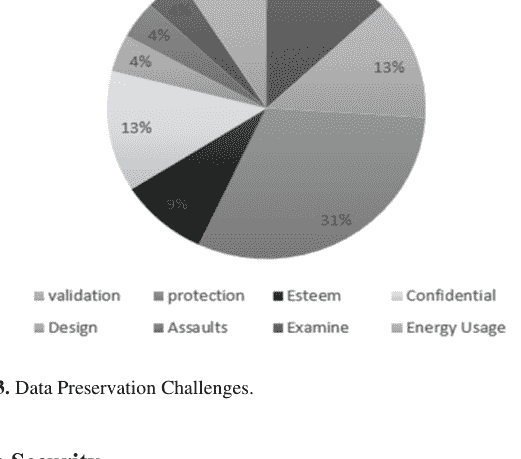 4%
4%
13%
4%
13%
31%
9%
validation protection Esteem Confidential
Design Assaults Examine Energy Usage
3. Data Preservation Challenges.
Security